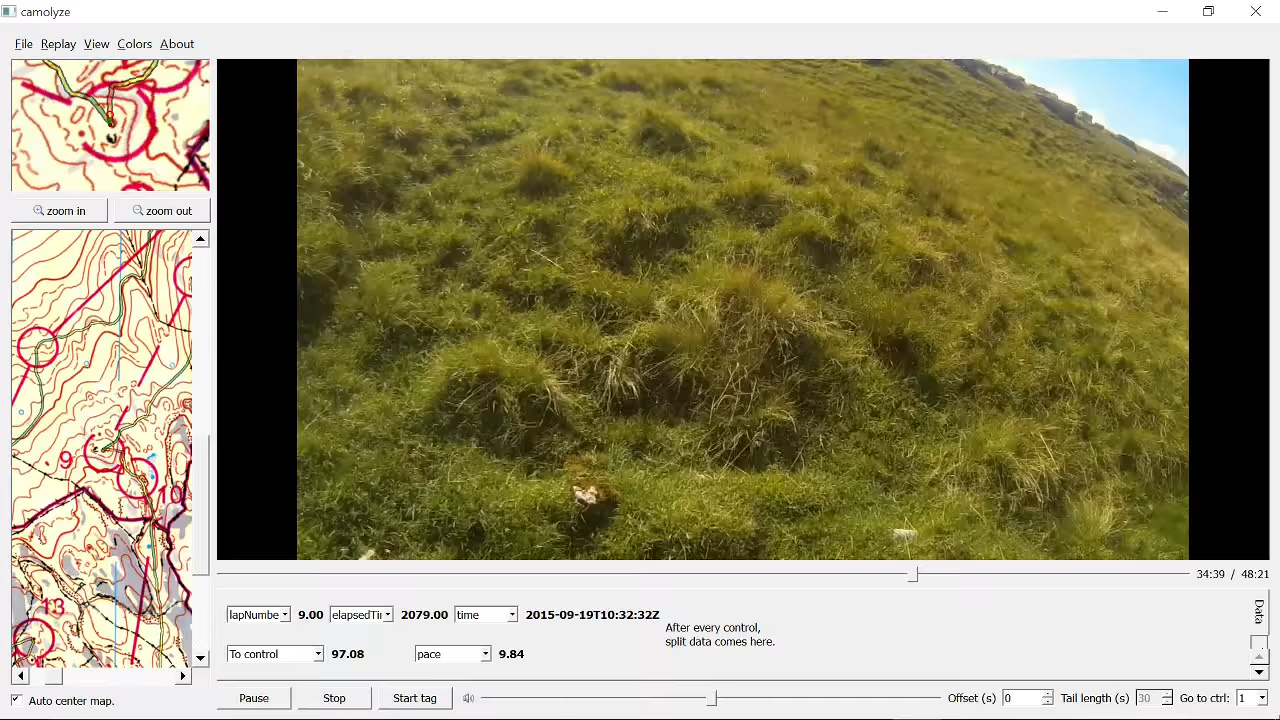 camolyze
File Replay View Colors About
zoom in zoom out
9
10
13
34:39 / 48:21
lapNumbe 9.00 elapsedTi 2079.00 time 2015-09-19T10:32:32Z
After every control,
split data comes here.
To control 97.08 pace 9.84
Data
Auto center map.
Pause Stop Start tag Offset (s) 0 Tail length (s) 30 Go to ctrl: 1